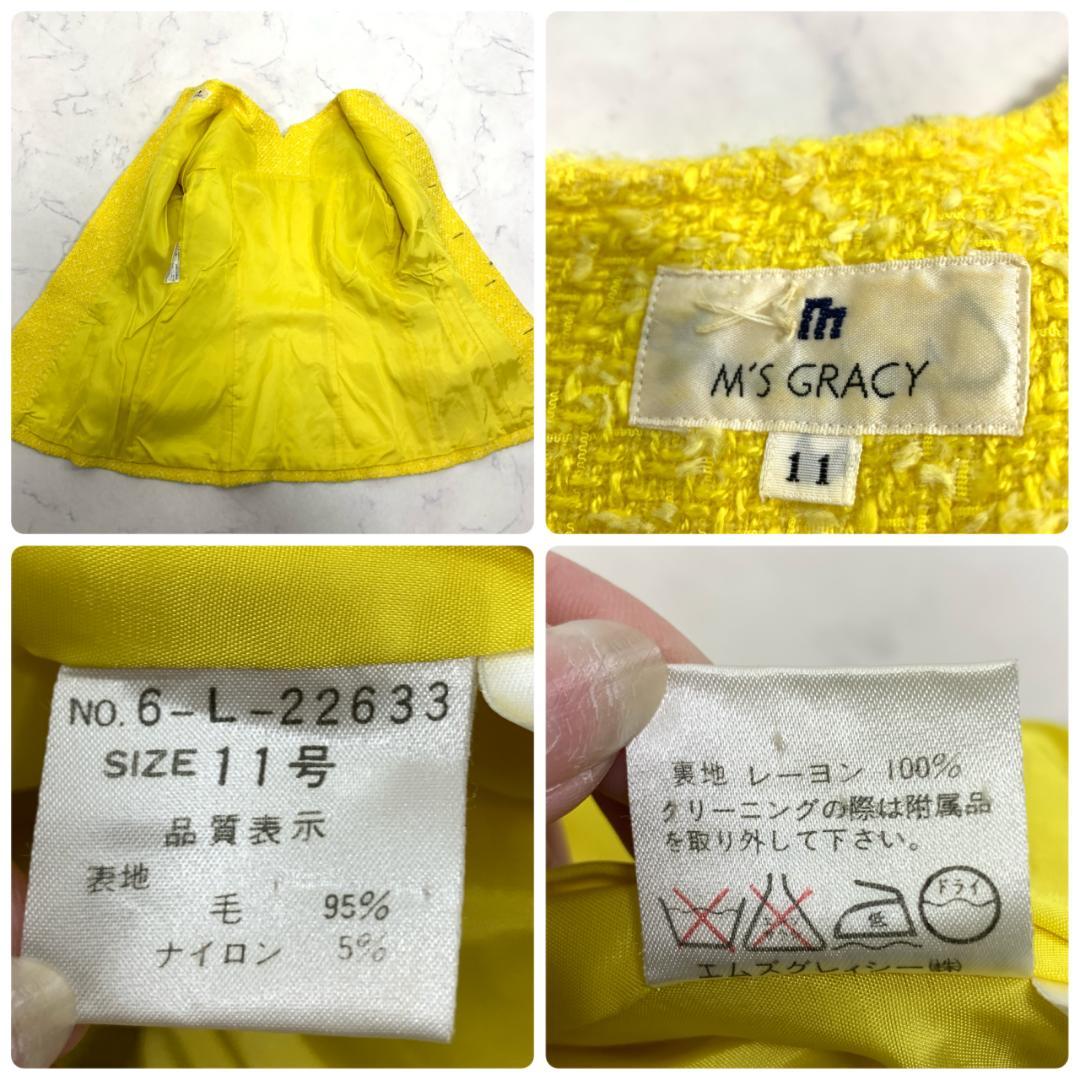 M'S GRACY
11
NO. 6-L-22633
SIZE 11号
品質表示
表地
毛 95%
ナイロン 5%
裏地 レーヨン 100%
クリーニングの際は附属品
を取り外して下さい。
低 ドライ
エムズグレィシー(株)